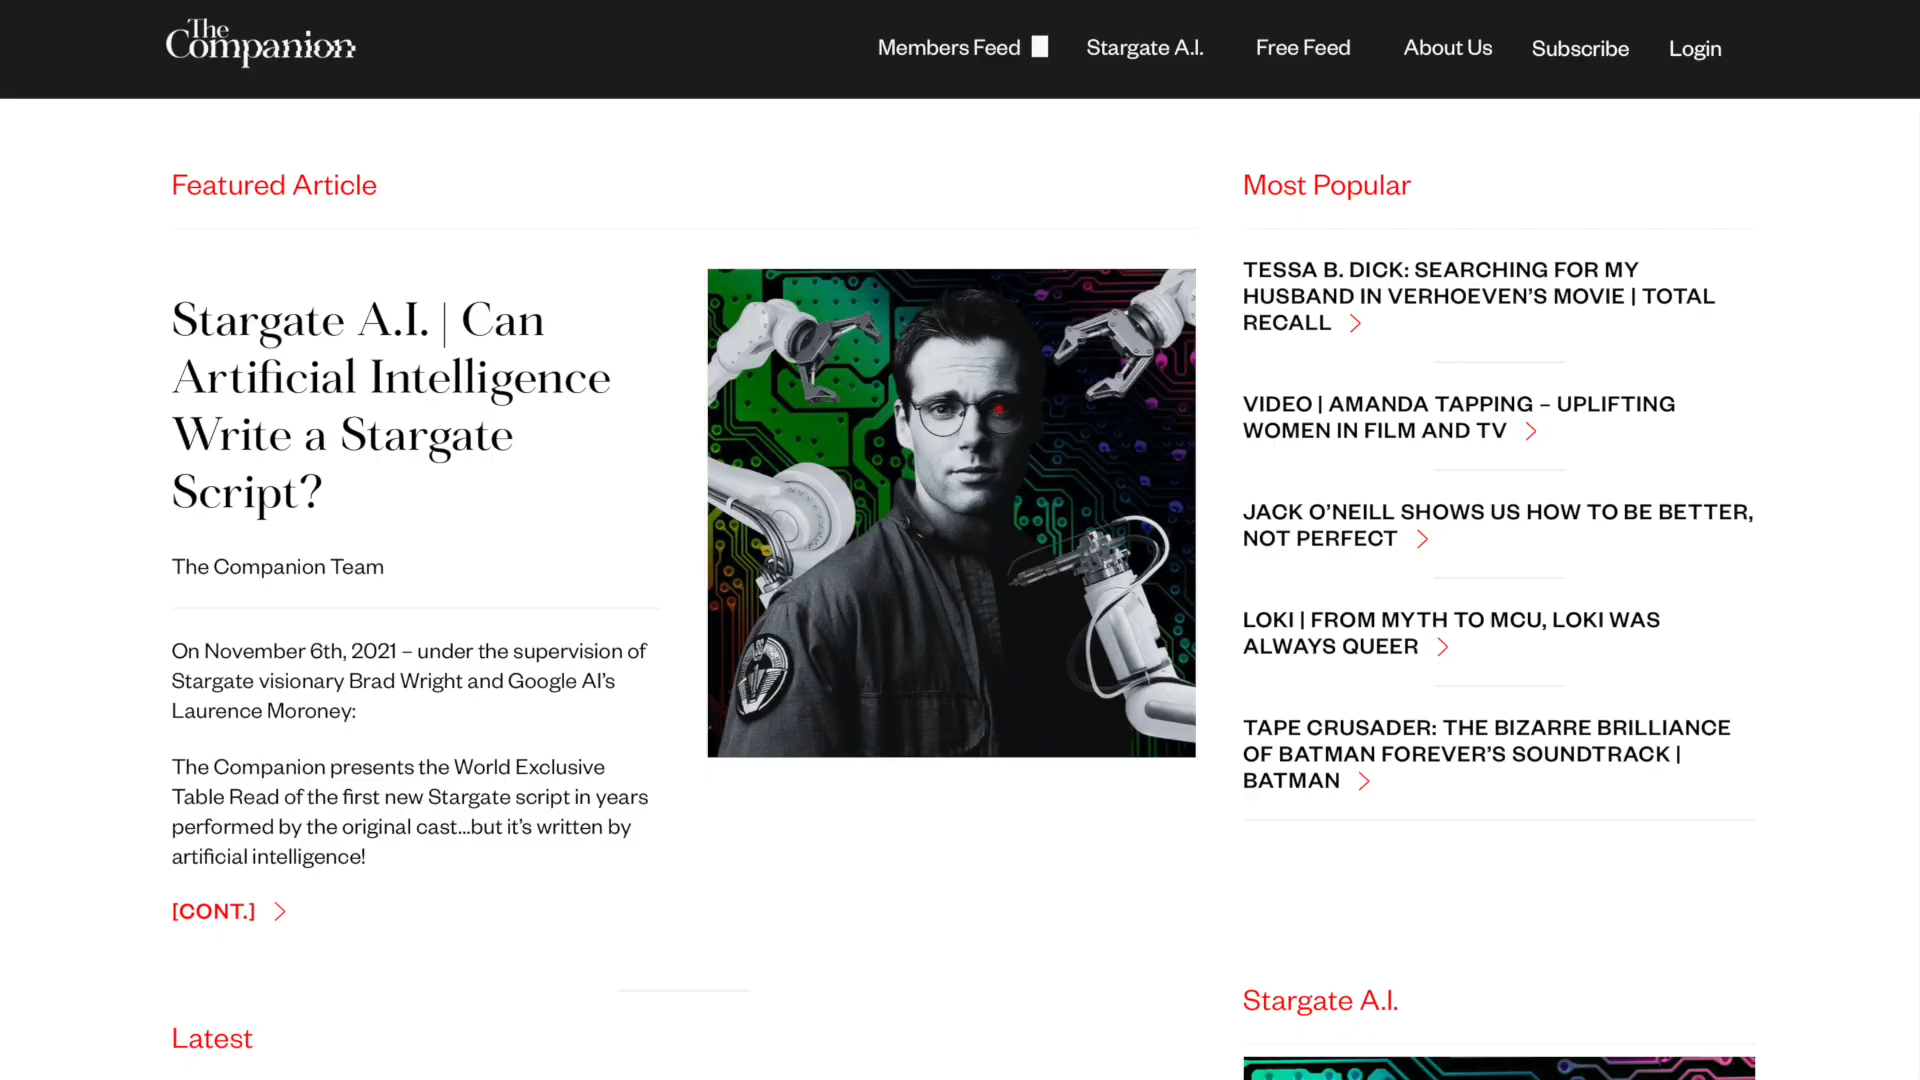 The
Companion
Members Feed
Stargate A.I.
Free Feed
About Us
Subscribe
Login
Featured Article
Stargate A.I. | Can
Artificial Intelligence
Write a Stargate
Script?
The Companion Team
On November 6th, 2021 – under the supervision of
Stargate visionary Brad Wright and Google AI’s
Laurence Moroney:
The Companion presents the World Exclusive
Table Read of the first new Stargate script in years
performed by the original cast...but it’s written by
artificial intelligence!
[CONT.]
Most Popular
TESSA B. DICK: SEARCHING FOR MY
HUSBAND IN VERHOEVEN’S MOVIE | TOTAL
RECALL
VIDEO | AMANDA TAPPING – UPLIFTING
WOMEN IN FILM AND TV
JACK O’NEILL SHOWS US HOW TO BE BETTER,
NOT PERFECT
LOKI | FROM MYTH TO MCU, LOKI WAS
ALWAYS QUEER
TAPE CRUSADER: THE BIZARRE BRILLIANCE
OF BATMAN FOREVER’S SOUNDTRACK |
BATMAN
Latest
Stargate A.I.